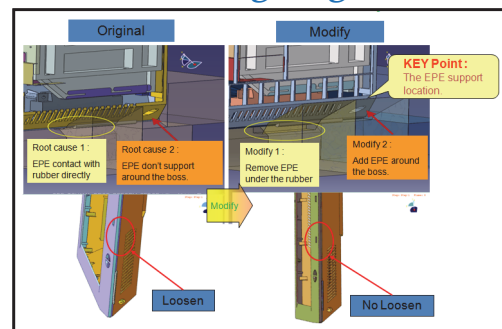 Original
Modify
KEY Point :
The EPE support
location.
Root cause 1 :
EPE contact with
rubber directly
Root cause 2 :
EPE don't support
around the boss.
Modify 1 :
Remove EPE
under the rubber
Modify 2 :
Add EPE around
the boss.
Modify
Loosen
No Loosen